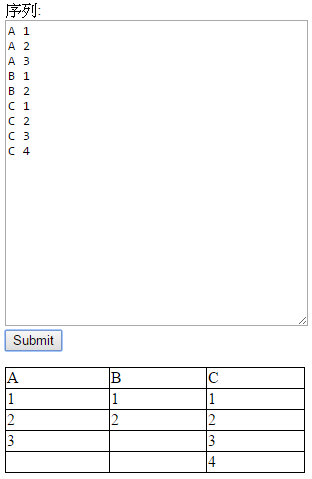 序列:
A 1
A 2
A 3
B 1
B 2
C 1
C 2
C 3
C 4
Submit
A B C
1 1 1
2 2 2
3 3
4